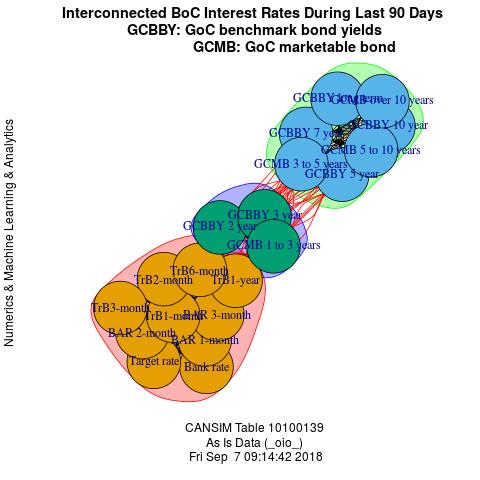 Interconnected BoC Interest Rates During Last 90 Days
GCBBY: GoC benchmark bond yields
GCMB: GoC marketable bond
Numerics & Machine Learning & Analytics
GCBBY
GCMB over 10 years
GCBBY 10 year
GCBBY 7 year
GCMB 5 to 10 years
GCMB 3 to 5 years
GCBBY 5 year
GCBBY 3 year
GCBBY 2 year
GCMB 1 to 3 years
TrB6-month
TrB2-month
TrB1-year
TrB3-month
TrB1-month
BAR 3-month
BAR 2-month
BAR 1-month
Target rate
Bank rate
CANSIM Table 10100139
As Is Data (_oio_)
Fri Sep 7 09:14:42 2018